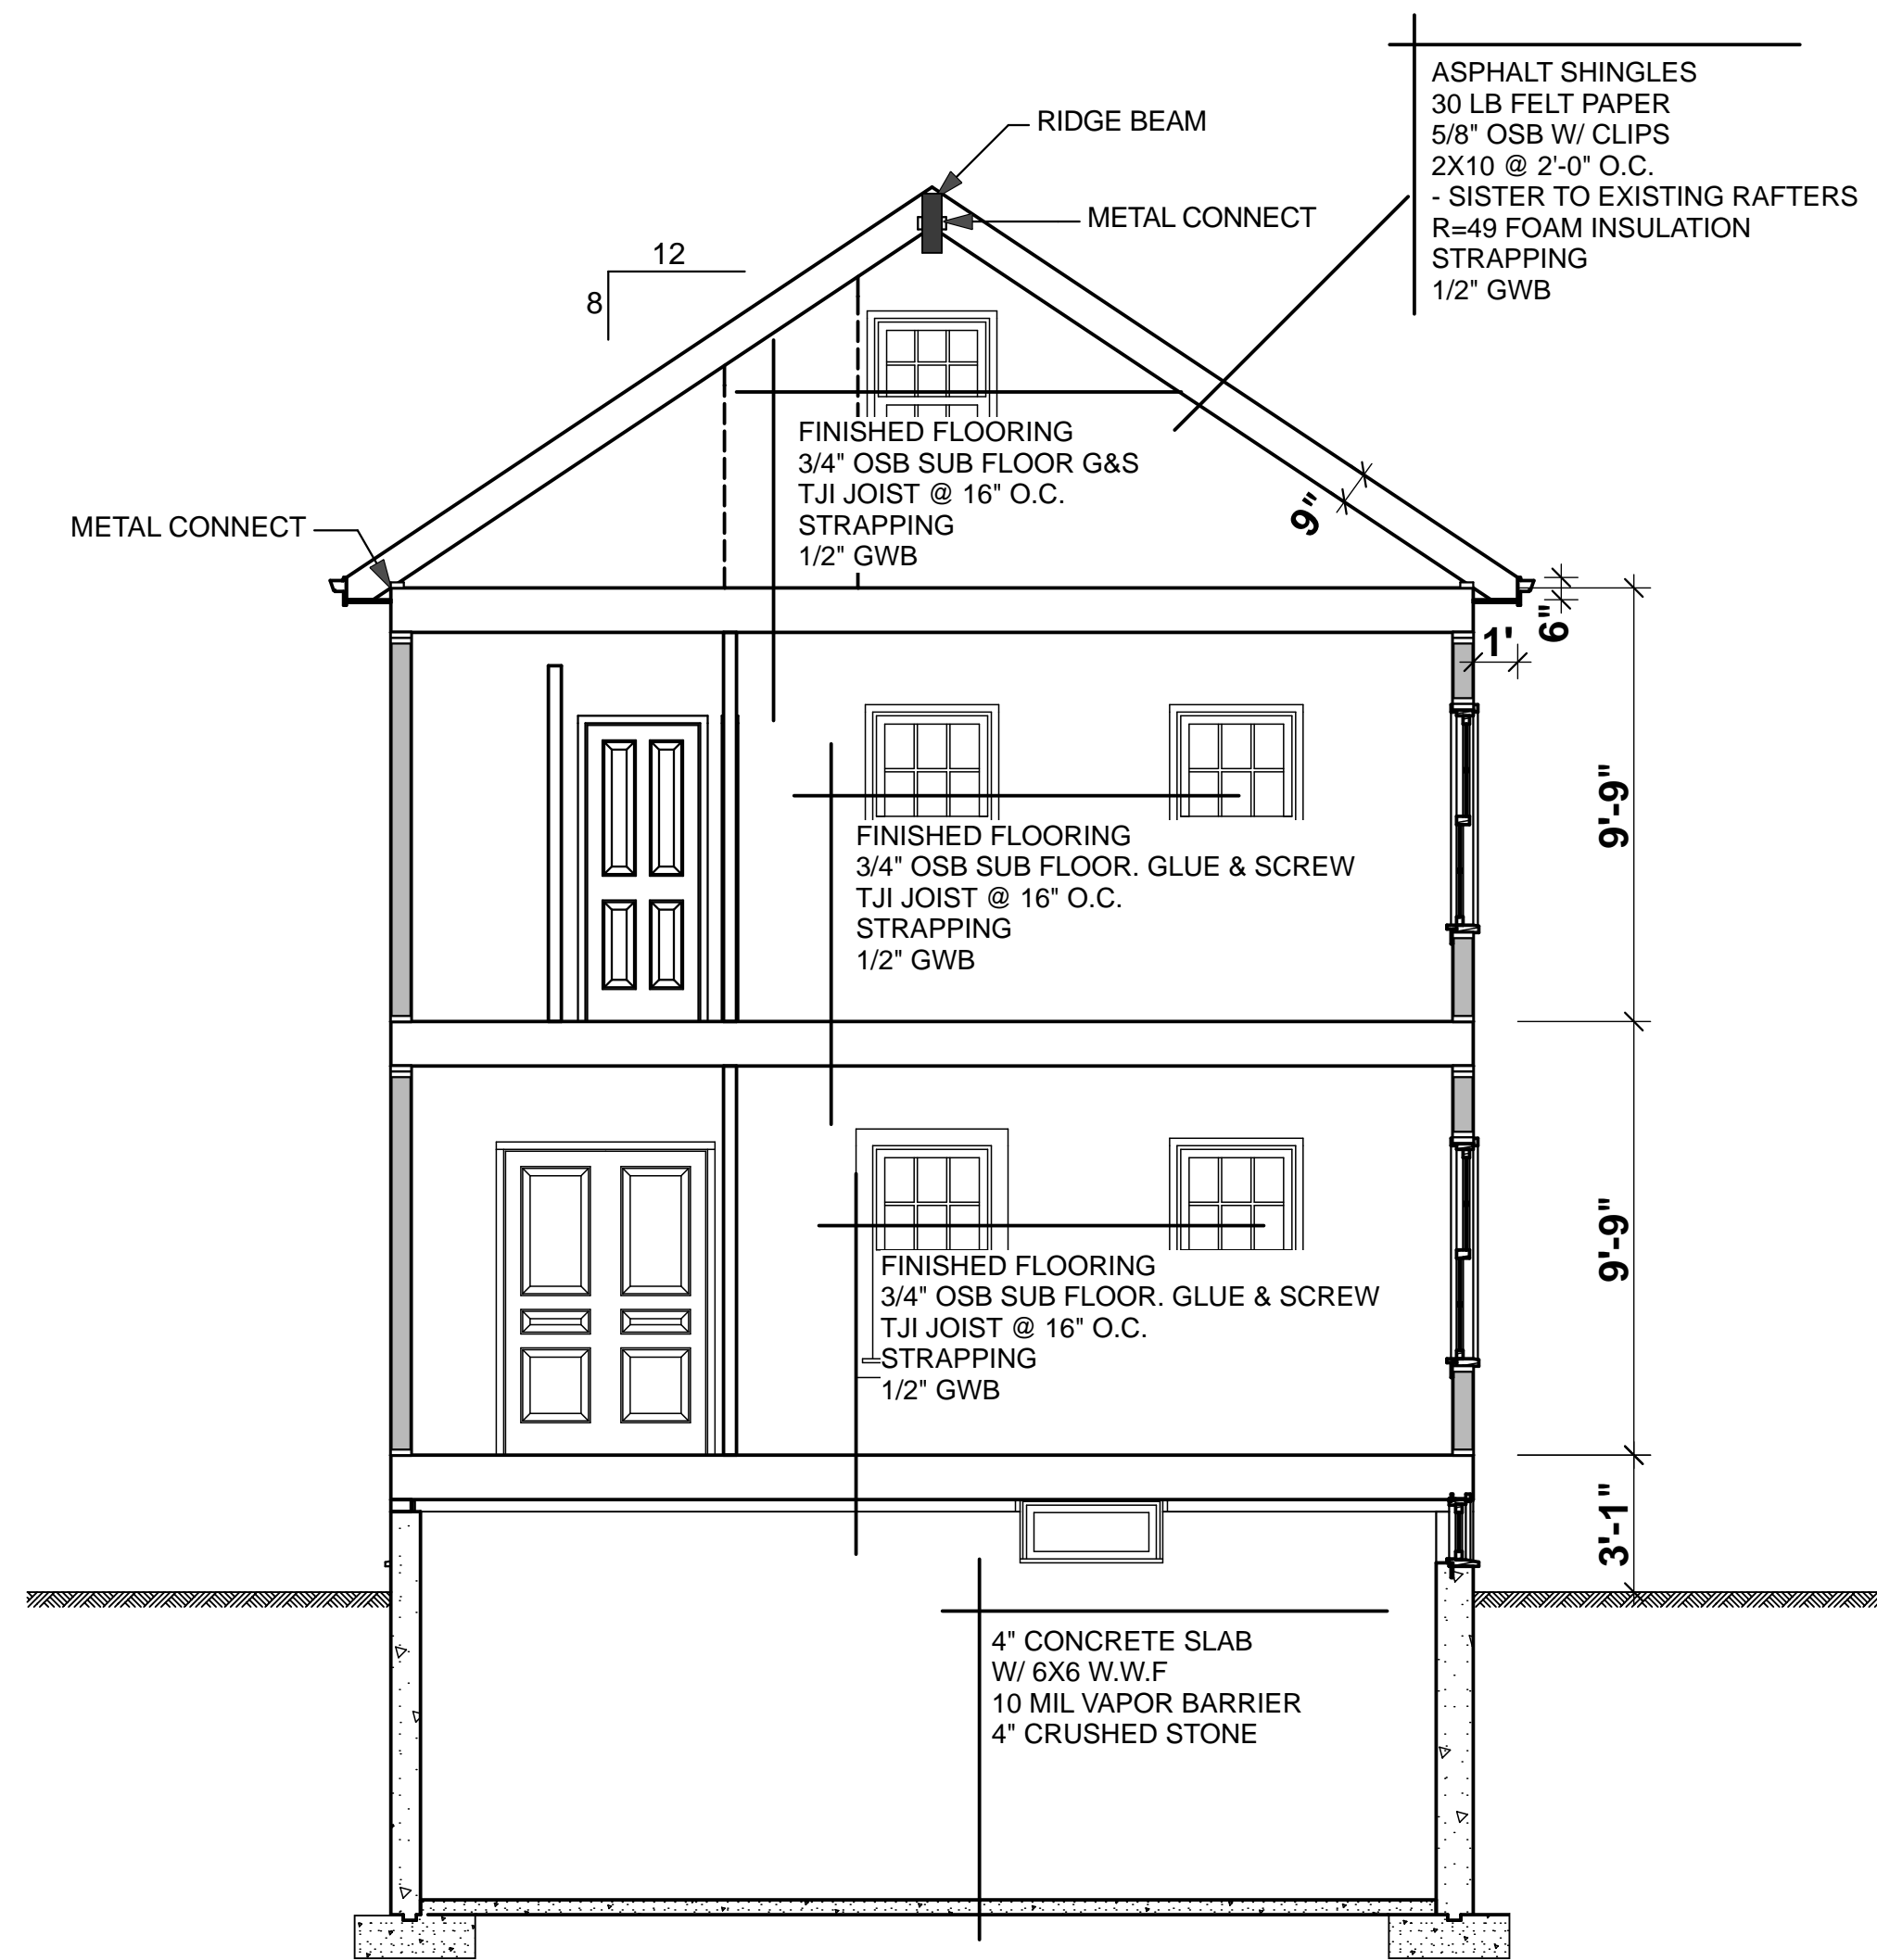 ASPHALT SHINGLES
30 LB FELT PAPER
5/8" OSB W/ CLIPS
2X10 @ 2'-0" O.C.
- SISTER TO EXISTING RAFTERS
R=49 FOAM INSULATION
STRAPPING
1/2" GWB
RIDGE BEAM
METAL CONNECT
12
8
FINISHED FLOORING
3/4" OSB SUB FLOOR G&S
TJI JOIST @ 16" O.C.
STRAPPING
1/2" GWB
9"
METAL CONNECT
6"
1'
9'-9"
FINISHED FLOORING
3/4" OSB SUB FLOOR. GLUE & SCREW
TJI JOIST @ 16" O.C.
STRAPPING
1/2" GWB
9'-9"
FINISHED FLOORING
3/4" OSB SUB FLOOR. GLUE & SCREW
TJI JOIST @ 16" O.C.
STRAPPING
1/2" GWB
3'-1"
4" CONCRETE SLAB
W/ 6X6 W.W.F
10 MIL VAPOR BARRIER
4" CRUSHED STONE